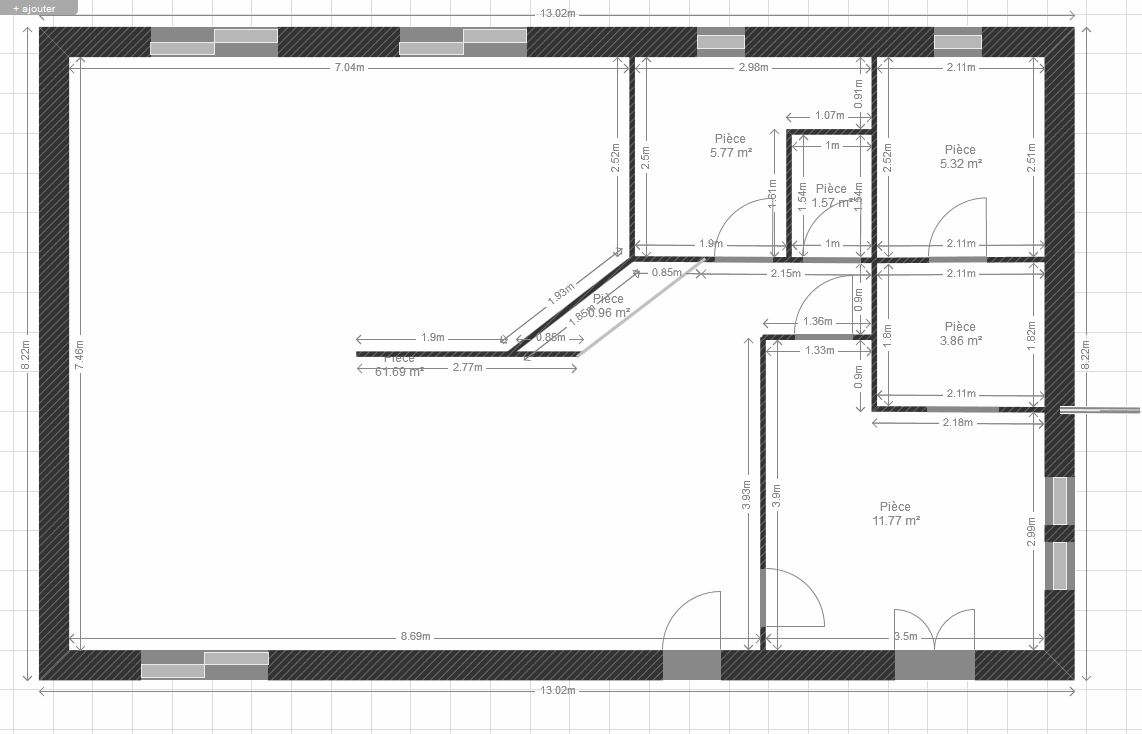 + ajouter
13.02m
7.04m
2.98m
2.11m
0.91m
1.07m
Pièce
5.77 m²
1m
Pièce
5.32 m²
2.52m
2.5m
2.52m
2.51m
Pièce
1.57 m²
1.61m
1.54m
1.54m
1.9m
1m
2.11m
0.85m
2.15m
2.11m
1.93m
1.85m
Pièce
0.96 m²
0.9m
1.36m
1.9m
0.85m
1.33m
1.8m
Pièce
3.86 m²
1.82m
8.22m
7.46m
Pièce
61.69 m²
2.77m
0.9m
2.11m
8.22m
2.18m
3.93m
3.9m
Pièce
11.77 m²
2.99m
8.69m
3.5m
13.02m